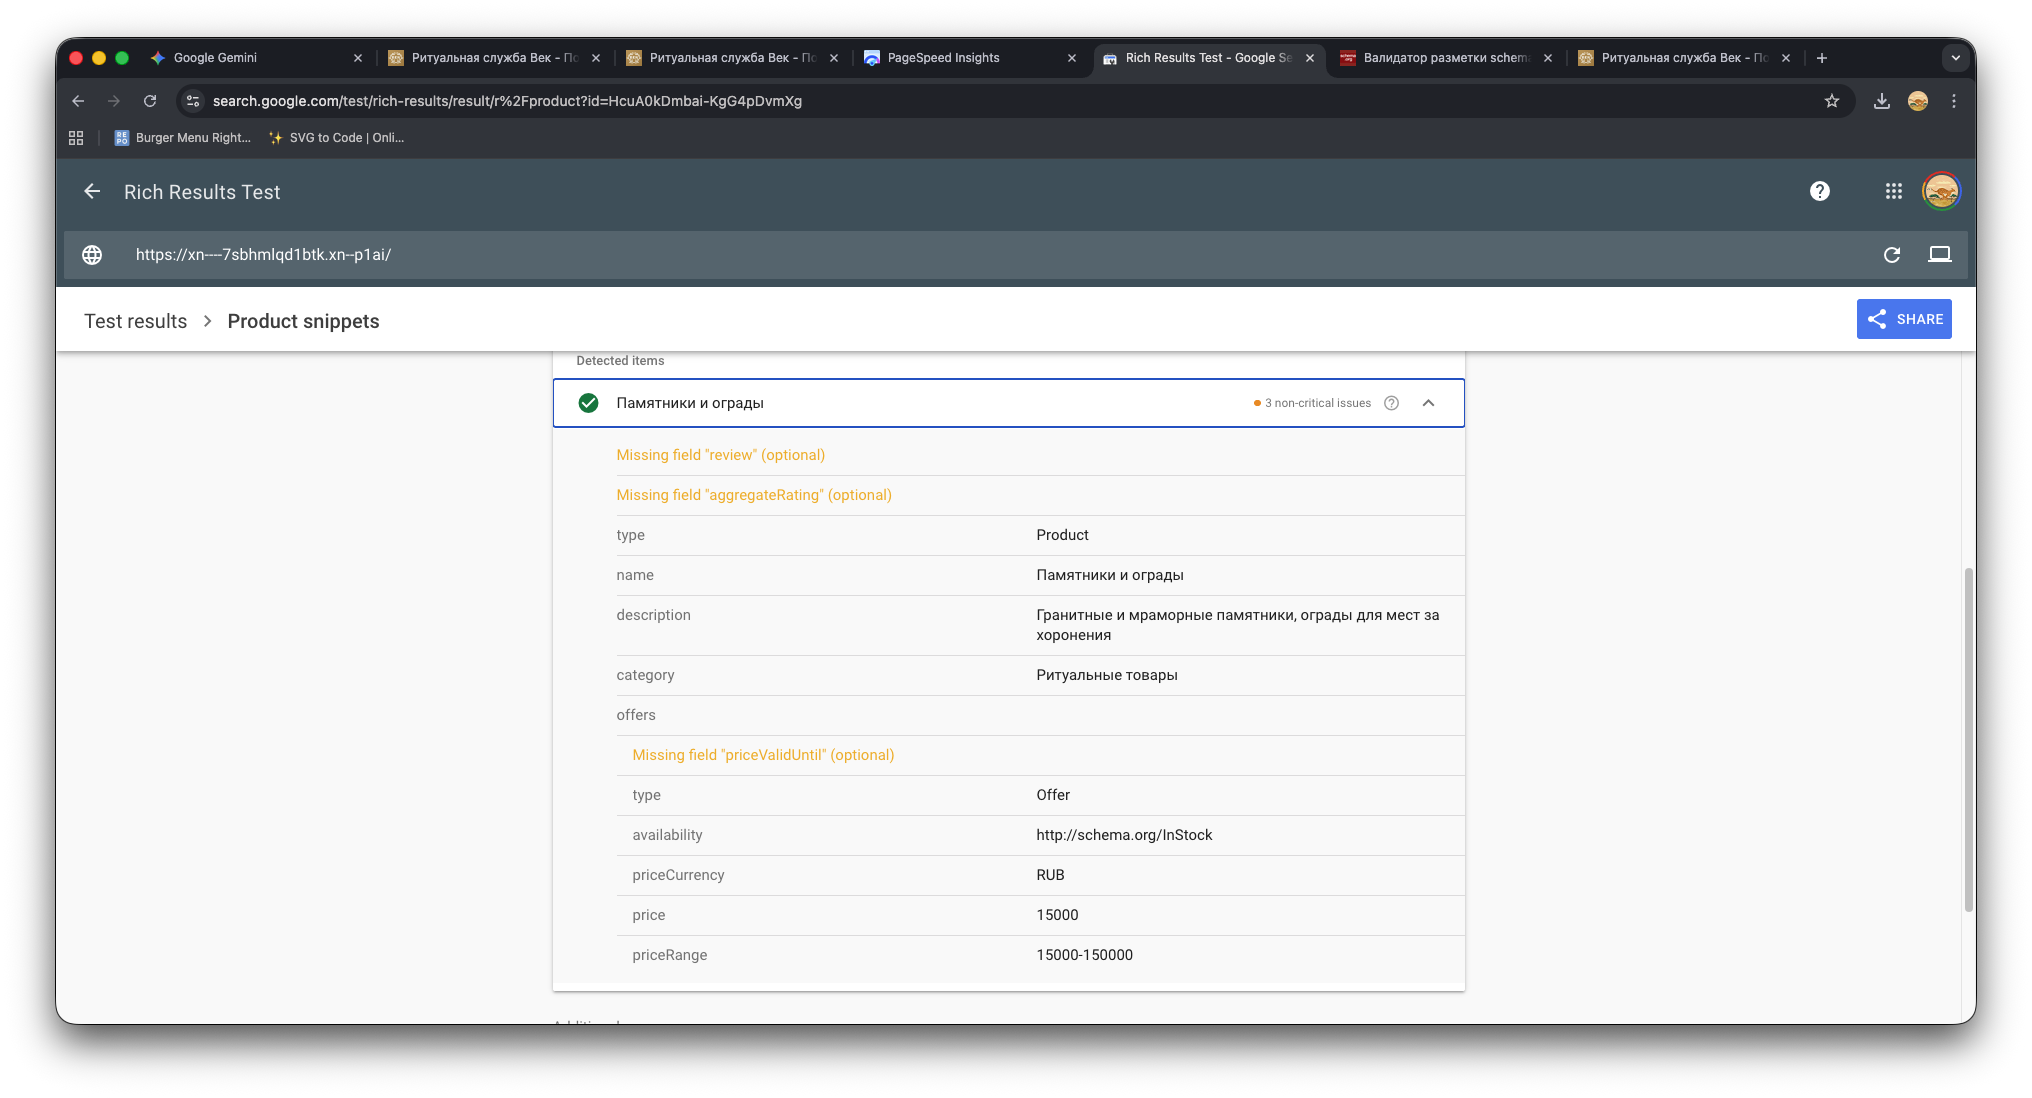 Google Gemini
Ритуальная служба Век - По
Ритуальная служба Век - По
PageSpeed Insights
Rich Results Test - Google Se
Валидатор разметки schema
Ритуальная служба Век - По
search.google.com/test/rich-results/result/r%2Fproduct?id=HcuA0kDmbai-KgG4pDvmXg
REPO
Burger Menu Right...
SVG to Code | Onli...
Rich Results Test
https://xn----7sbhmlqd1btk.xn--p1ai/
Test results > Product snippets
SHARE
Detected items
Памятники и ограды
3 non-critical issues
Missing field "review" (optional)
Missing field "aggregateRating" (optional)
type Product
name Памятники и ограды
description Гранитные и мраморные памятники, ограды для мест за
хоронения
category Ритуальные товары
offers
Missing field "priceValidUntil" (optional)
type Offer
availability http://schema.org/InStock
priceCurrency RUB
price 15000
priceRange 15000-150000